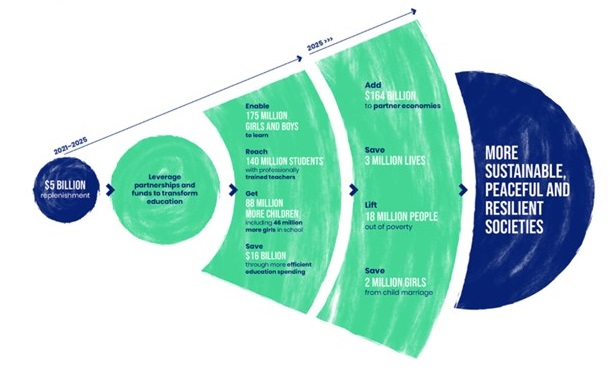 2021–2025
2025 >>>
$5 BILLION
replenishment
Leverage
partnerships and
funds to transform
education
Enable
175 MILLION
GIRLS AND BOYS
to learn
Reach
140 MILLION STUDENTS
with professionally
trained teachers
Get
88 MILLION
MORE CHILDREN
including 46 million
more girls in school
Save
$16 BILLION
through more efficient
education spending
Add
$164 BILLION
to partner economies
Save
3 MILLION LIVES
Lift
18 MILLION PEOPLE
out of poverty
Save
2 MILLION GIRLS
from child marriage
MORE
SUSTAINABLE,
PEACEFUL AND
RESILIENT
SOCIETIES